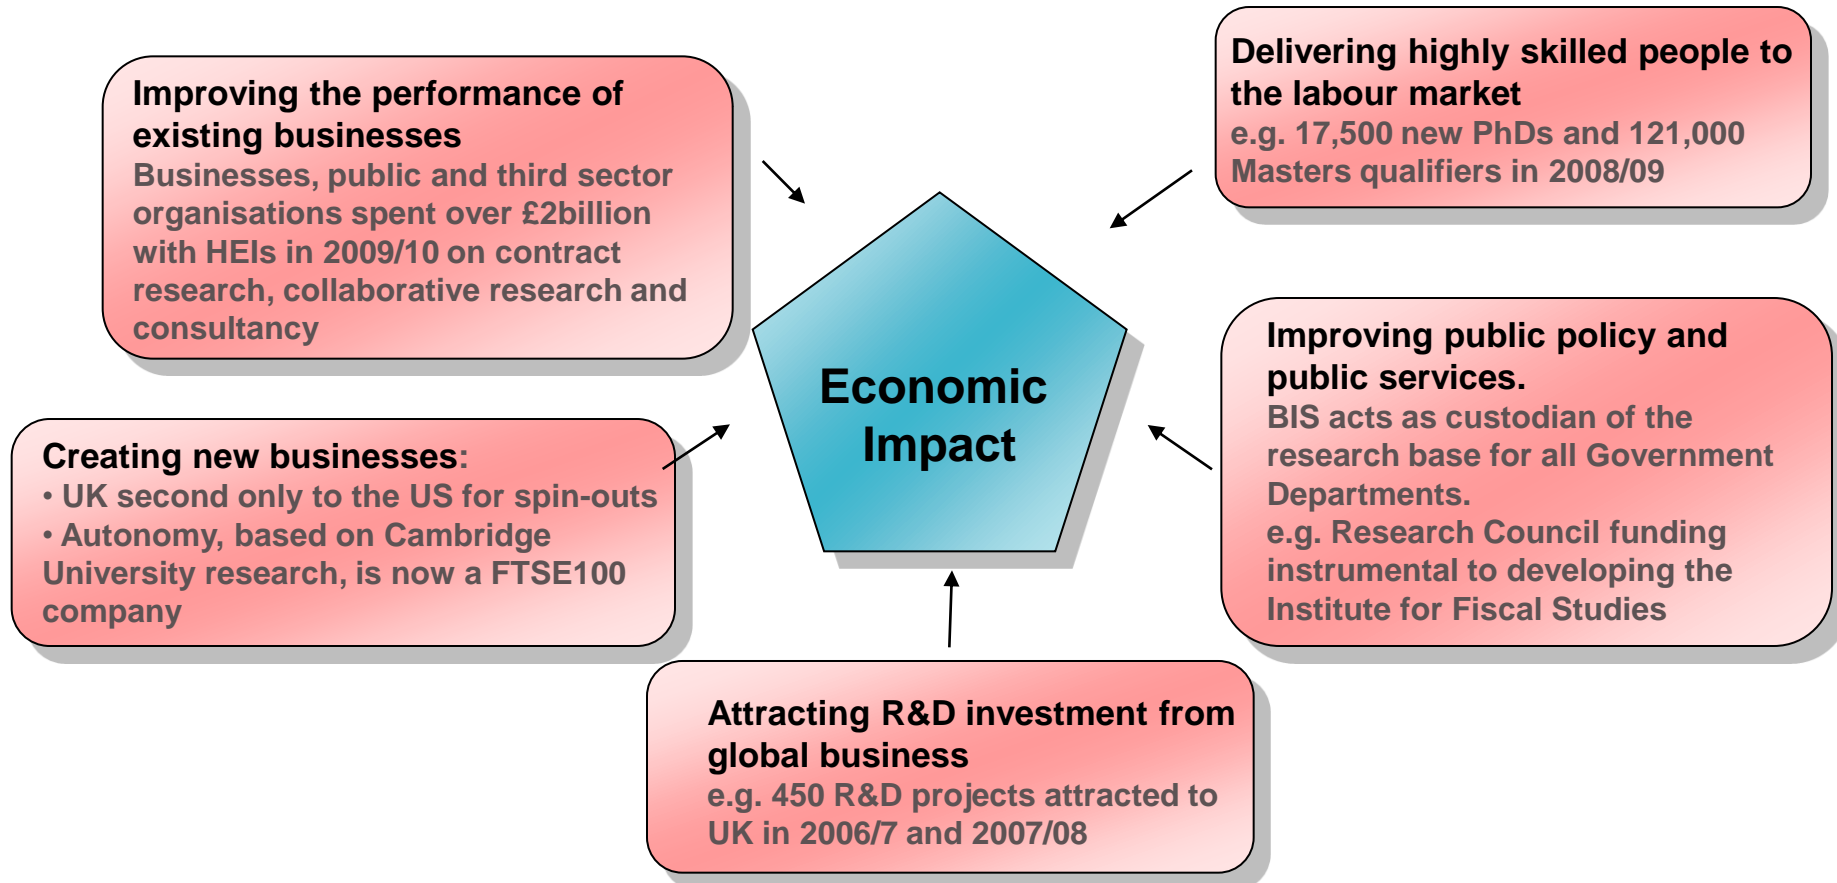 Improving the performance of
existing businesses
Businesses, public and third sector
organisations spent over £2billion
with HEIs in 2009/10 on contract
research, collaborative research and
consultancy
Delivering highly skilled people to
the labour market
e.g. 17,500 new PhDs and 121,000
Masters qualifiers in 2008/09
Economic
Impact
Improving public policy and
public services.
BIS acts as custodian of the
research base for all Government
Departments.
e.g. Research Council funding
instrumental to developing the
Institute for Fiscal Studies
Creating new businesses:
• UK second only to the US for spin-outs
• Autonomy, based on Cambridge
University research, is now a FTSE100
company
Attracting R&D investment from
global business
e.g. 450 R&D projects attracted to
UK in 2006/7 and 2007/08